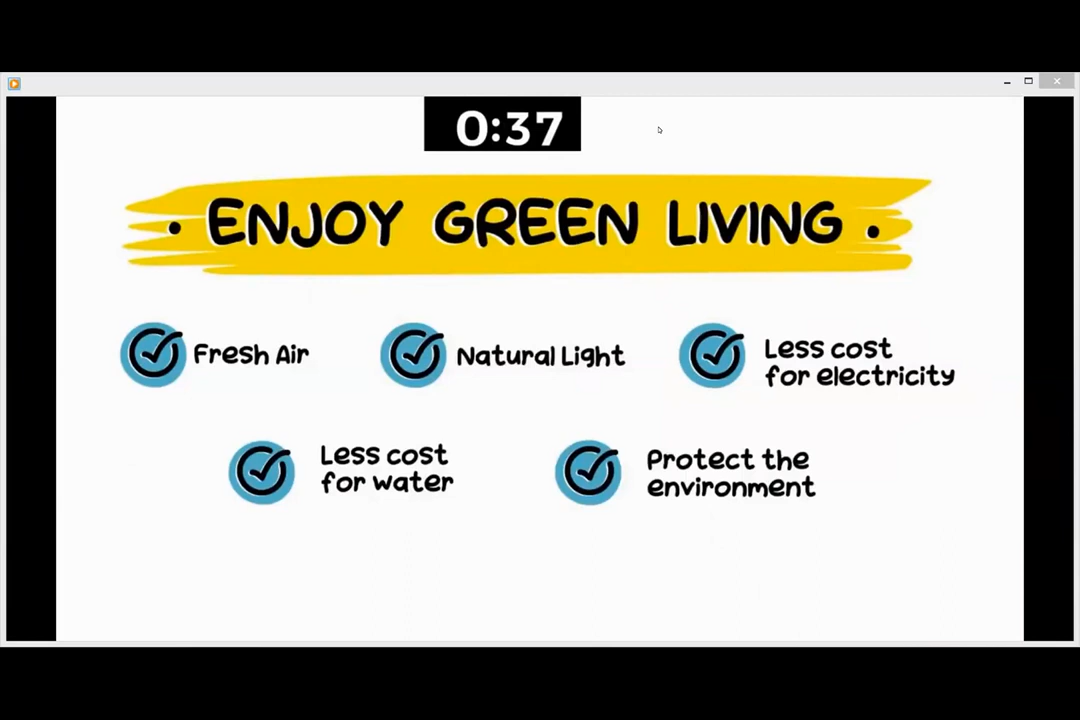 0:37
• ENJOY GREEN LIVING •
Fresh Air
Natural Light
Less cost
for electricity
Less cost
for water
Protect the
environment